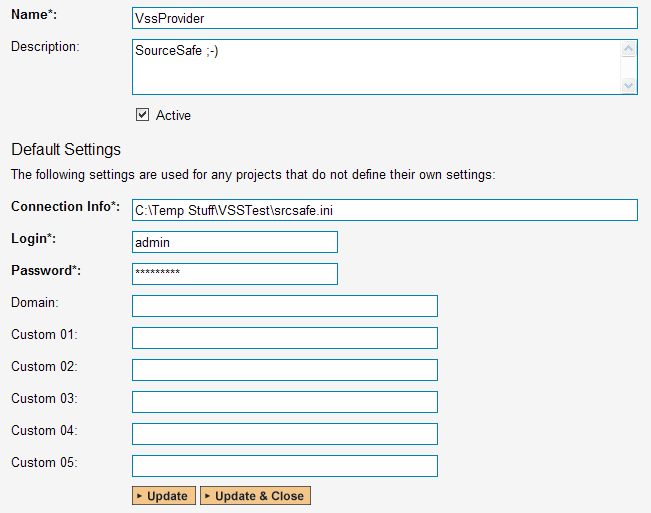 Name*: VssProvider
Description: SourceSafe ;-)
Active
Default Settings
The following settings are used for any projects that do not define their own settings:
Connection Info*: C:\Temp Stuff\VSSTest\srcsafe.ini
Login*: admin
Password*: *********
Domain:
Custom 01:
Custom 02:
Custom 03:
Custom 04:
Custom 05:
Update Update & Close